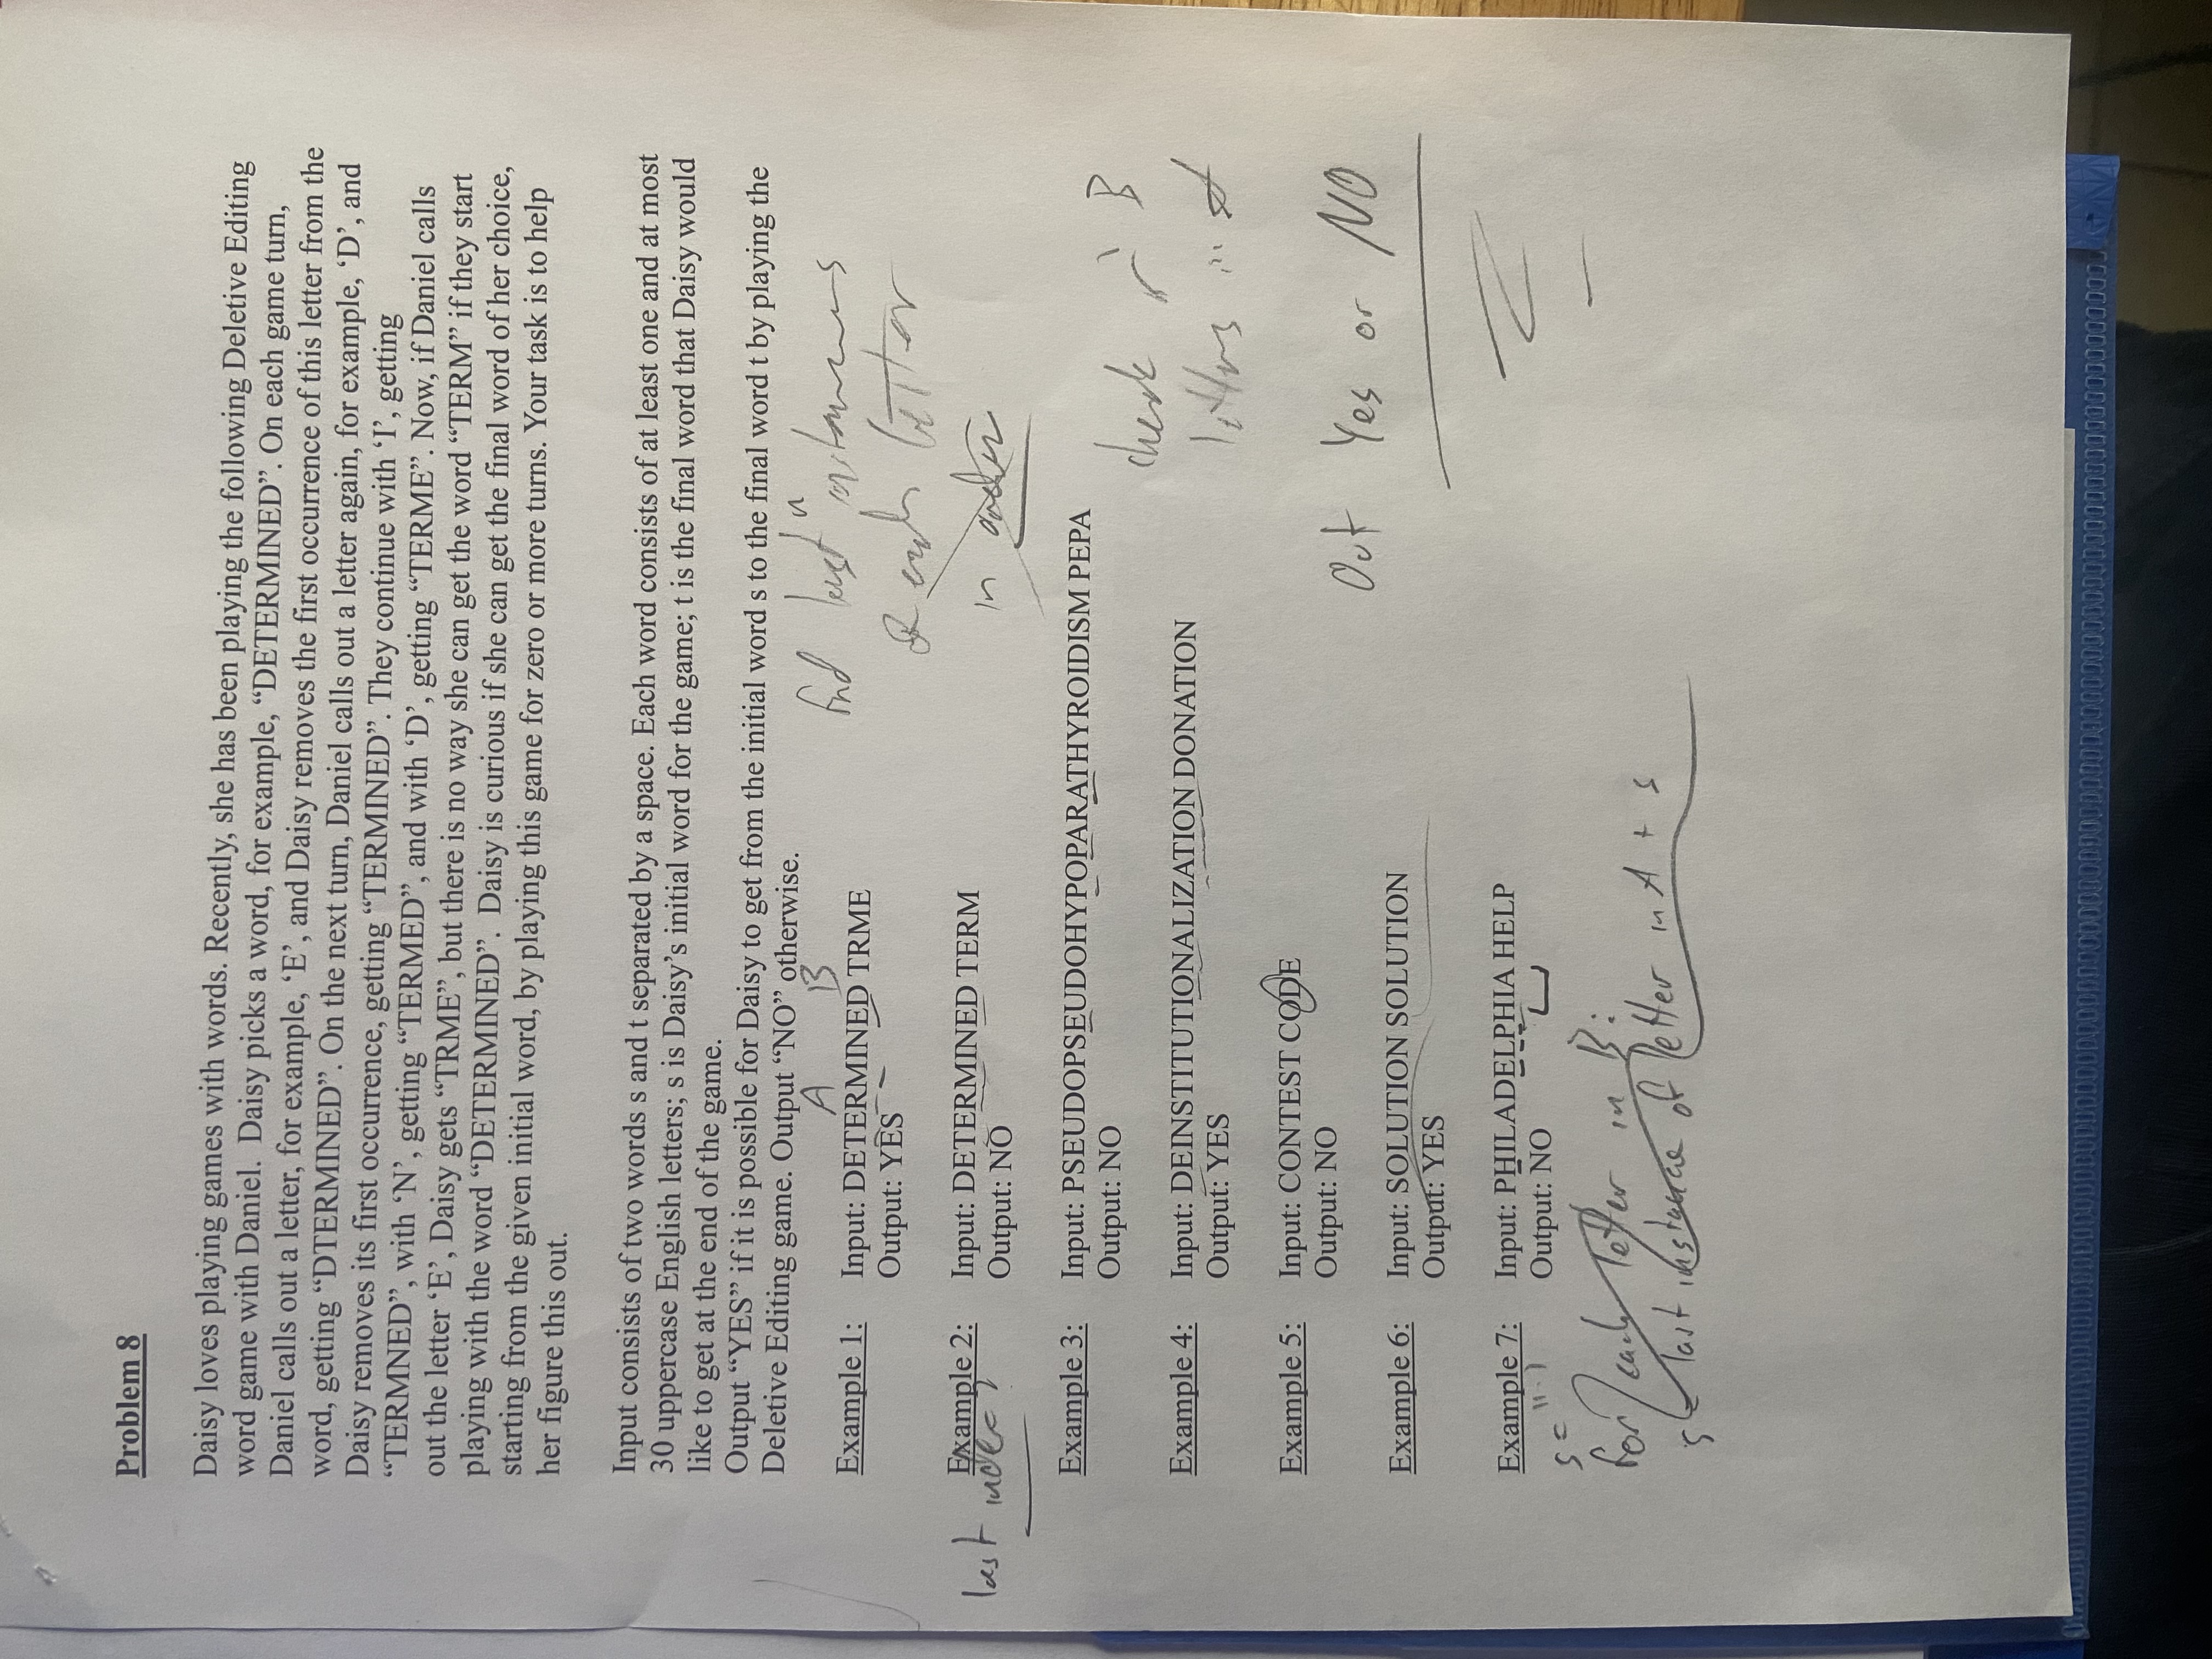 Problem 8
Daisy loves playing games with words. Recently, she has been playing the following Deletive Editing
word game with Daniel.  Daisy picks a word, for example, “DETERMINED”. On each game turn,
Daniel calls out a letter, for example, ‘E’, and Daisy removes the first occurrence of this letter from the
word, getting “DTERMINED”. On the next turn, Daniel calls out a letter again, for example, ‘D’, and
Daisy removes its first occurrence, getting “TERMINED”. They continue with ‘I’, getting
“TERMNED”, with ‘N’, getting “TERMED”, and with ‘D’, getting “TERME”. Now, if Daniel calls
out the letter ‘E’, Daisy gets “TRME”, but there is no way she can get the word “TERM” if they start
playing with the word “DETERMINED”.  Daisy is curious if she can get the final word of her choice,
starting from the given initial word, by playing this game for zero or more turns. Your task is to help
her figure this out.
Input consists of two words s and t separated by a space. Each word consists of at least one and at most
30 uppercase English letters; s is Daisy’s initial word for the game; t is the final word that Daisy would
like to get at the end of the game.
Output “YES” if it is possible for Daisy to get from the initial word s to the final word t by playing the
Deletive Editing game. Output “NO” otherwise.
A B
Example 1: Input: DETERMINED TRME
Output: YES
find last n
each letter
in order
Example 2: Input: DETERMINED TERM
Output: NO
last index?
Example 3: Input: PSEUDOPSEUDOHYPOPARATHYROIDISM PEPA
Output: NO
check if B
letters in
Example 4: Input: DEINSTITUTIONALIZATION DONATION
Output: YES
Example 5: Input: CONTEST CODE
Output: NO
Out Yes or NO
Example 6: Input: SOLUTION SOLUTION
Output: YES
Example 7: Input: PHILADELPHIA HELP
Output: NO
s =
for each letter in B:
s = last instance of letter in A + s